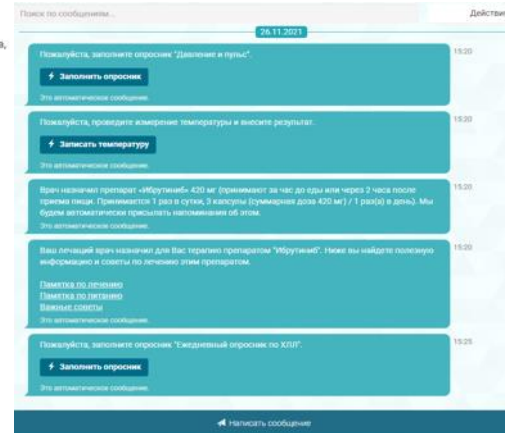 Поиск по сообщениям...
Действия
26.11.2021
а,
Пожалуйста, заполните опросник "Давление и пульс".
15:20
Заполнить опросник
Это автоматическое сообщение.
Пожалуйста, проведите измерение температуры и внесите результат.
15:20
Записать температуру
Это автоматическое сообщение.
Врач назначил препарат «Ибрутиниб» 420 мг (принимают за час до еды или через 2 часа после
15:20
приема пищи. Принимается 1 раз в сутки, 3 капсулы (суммарная доза 420 мг) / 1 раз(а) в день). Мы
будем автоматически присылать напоминания об этом.
Это автоматическое сообщение.
Ваш лечащий врач назначил для Вас терапию препаратом "Ибрутиниб". Ниже вы найдете полезную
15:20
информацию и советы по лечению этим препаратом.
Памятка по лечению
Памятка по питанию
Важные советы
Это автоматическое сообщение.
Пожалуйста, заполните опросник "Ежедневный опросник по ХЛЛ".
15:25
Заполнить опросник
Это автоматическое сообщение.
Написать сообщение